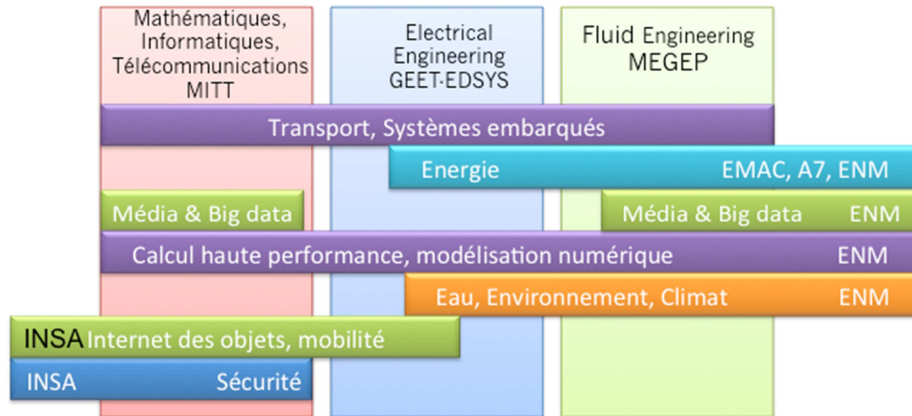 Mathématiques,
Informatiques,
Télécommunications
MITT
Electrical
Engineering
GEET-EDSYS
Fluid Engineering
MEGEP
Transport, Systèmes embarqués
Energie EMAC, A7, ENM
Média & Big data Média & Big data ENM
Calcul haute performance, modélisation numérique ENM
Eau, Environnement, Climat ENM
INSA Internet des objets, mobilité
INSA Sécurité